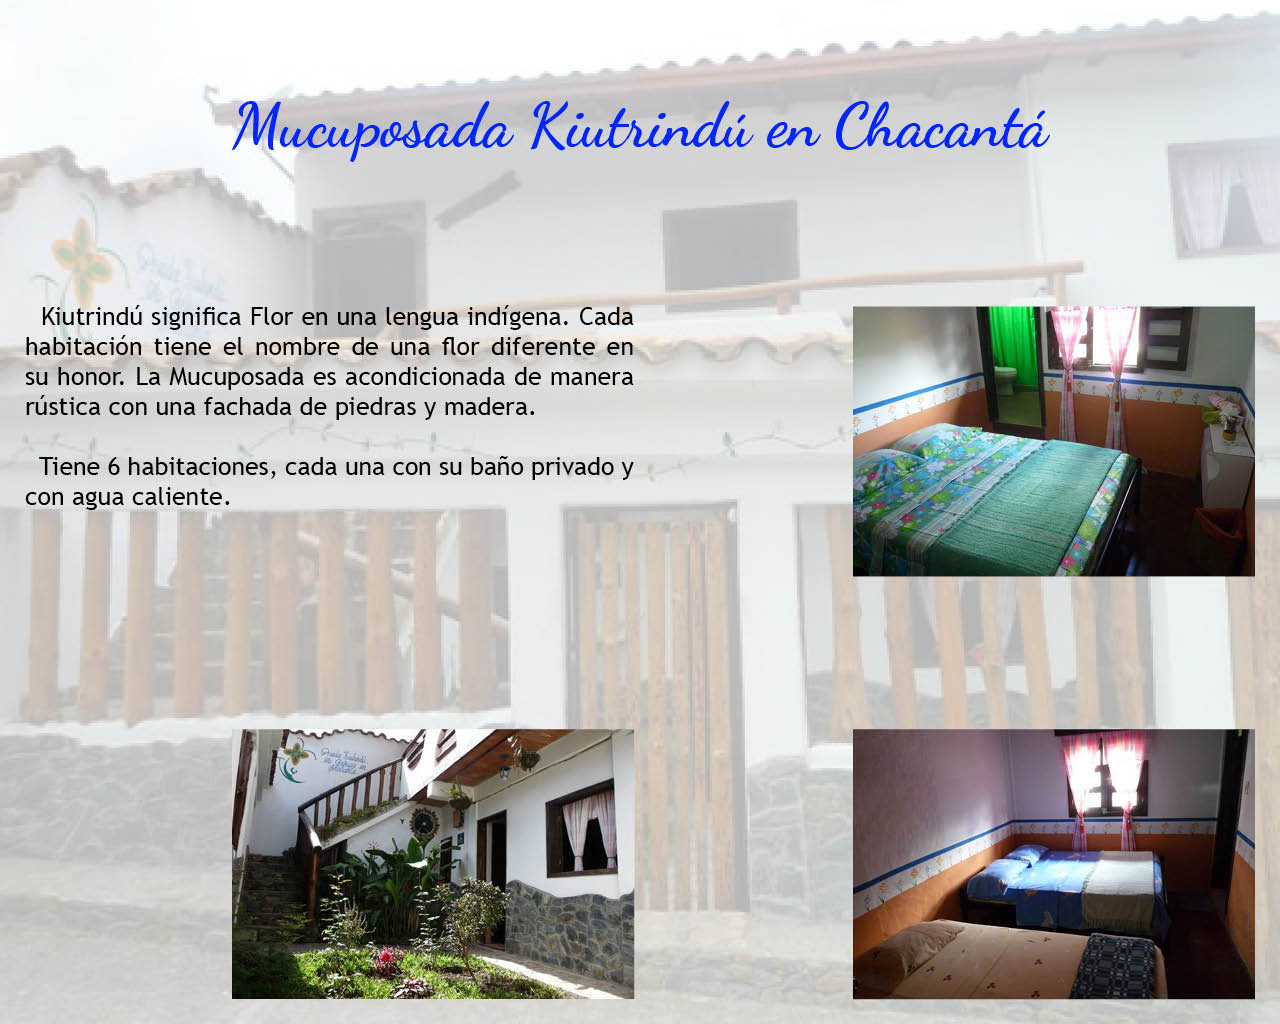 Mucuposada Kiutrindú en Chacantá
Kiutrindú significa Flor en una lengua indígena. Cada
habitación tiene el nombre de una flor diferente en
su honor. La Mucuposada es acondicionada de manera
rústica con una fachada de piedras y madera.
Tiene 6 habitaciones, cada una con su baño privado y
con agua caliente.